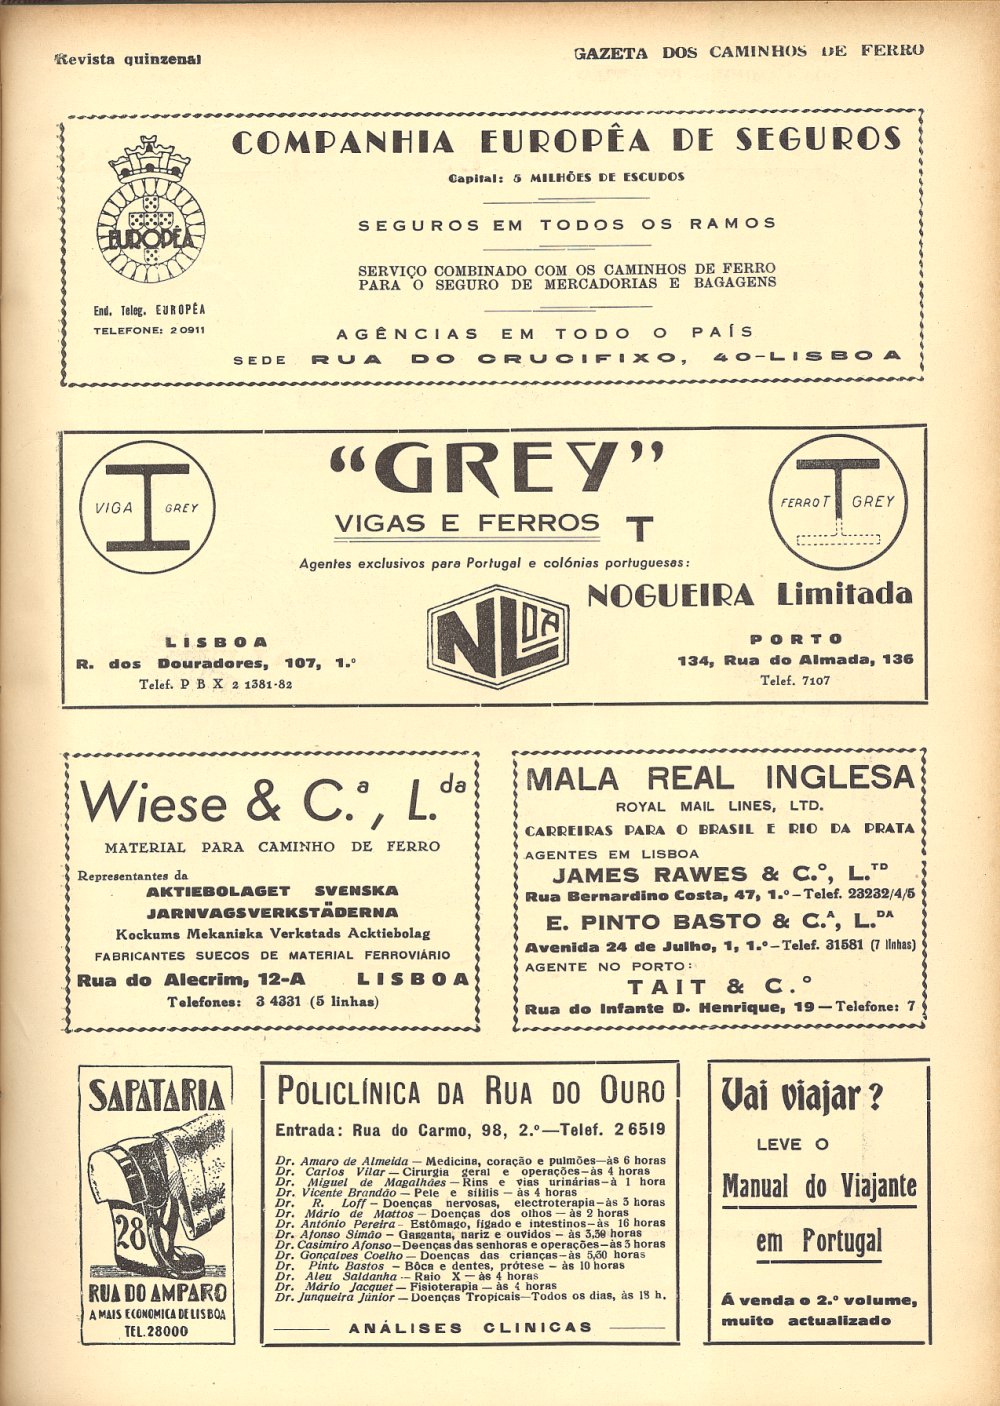 Revista quinzenal
GAZETA DOS CAMINHOS DE FERRO
COMPANHIA EUROPÊA DE SEGUROS
Capital: 5 MILHÕES DE ESCUDOS
SEGUROS EM TODOS OS RAMOS
SERVIÇO COMBINADO COM OS CAMINHOS DE FERRO
PARA O SEGURO DE MERCADORIAS E BAGAGENS
EUROPÊA
End. Teleg. EUROPÊA
TELEFONE: 2 0911
AGÊNCIAS EM TODO O PAÍS
SEDE RUA DO CRUCIFIXO, 40-LISBOA
VIGA GREY
"GREY"
VIGAS E FERROS T
FERRO T GREY
Agentes exclusivos para Portugal e colónias portuguesas:
NOGUEIRA Limitada
NLDA
LISBOA
R. dos Douradores, 107, 1.º
Telef. P B X 2 1381-82
PORTO
134, Rua do Almada, 136
Telef. 7107
Wiese & C.ª, L.da
MATERIAL PARA CAMINHO DE FERRO
Representantes da
AKTIEBOLAGET SVENSKA
JARNVAGSVERKSTÄDERNA
Kockums Mekaniska Verkstads Acktiebolag
FABRICANTES SUECOS DE MATERIAL FERROVIÁRIO
Rua do Alecrim, 12-A LISBOA
Telefones: 3 4331 (5 linhas)
MALA REAL INGLESA
ROYAL MAIL LINES, LTD.
CARREIRAS PARA O BRASIL E RIO DA PRATA
AGENTES EM LISBOA
JAMES RAWES & C.º, L.TD
Rua Bernardino Costa, 47, 1.º - Telef. 23232/4/5
E. PINTO BASTO & C.A, L.DA
Avenida 24 de Julho, 1, 1.º - Telef. 31581 (7 linhas)
AGENTE NO PORTO:
TAIT & C.º
Rua do Infante D. Henrique, 19 — Telefone: 7
SAPATARIA
28
RUA DO AMPARO
A MAIS ECONOMICA DE LISBOA
TEL. 28000
POLICLÍNICA DA RUA DO OURO
Entrada: Rua do Carmo, 98, 2.º—Telef. 2 6519
Dr. Amaro de Almeida — Medicina, coração e pulmões—às 6 horas
Dr. Carlos Vilar — Cirurgia geral e operações—às 4 horas
Dr. Miguel de Magalhães — Rins e vias urinárias—à 1 hora
Dr. Vicente Brandão — Pele e sífilis — às 4 horas
Dr. R. Loff — Doenças nervosas, electroterapia—às 3 horas
Dr. Mário de Mattos — Doenças dos olhos — às 2 horas
Dr. António Pereira - Estômago, fígado e intestinos—às 16 horas
Dr. Afonso Simão — Garganta, nariz e ouvidos — às 3,30 horas
Dr. Casimiro Afonso—Doenças das senhoras e operações—às 3 horas
Dr. Gonçalves Coelho — Doenças das crianças—às 5,30 horas
Dr. Pinto Bastos — Bôca e dentes, prótese — às 10 horas
Dr. Aleu Saldanha — Raio X — às 4 horas
Dr. Mário Jacquet — Fisioterapia — às 4 horas
Dr. Junqueira Júnior — Doenças Tropicais—Todos os dias, às 18 h.
ANÁLISES CLINICAS
Vai viajar?
LEVE O
Manual do Viajante
em Portugal
Á venda o 2.º volume,
muito actualizado